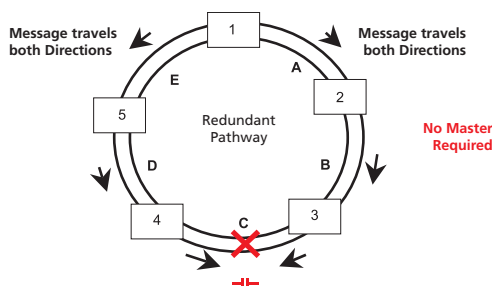 1
Message travels
both Directions
Message travels
both Directions
E
A
5
2
Redundant
Pathway
No Master
Required
D
B
4
C
3